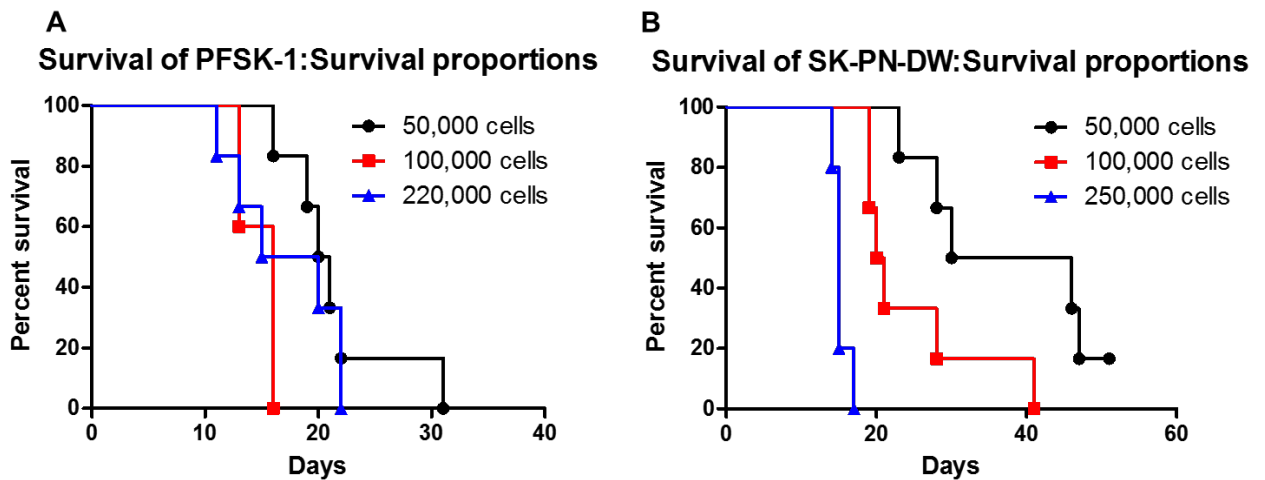 A
Survival of PFSK-1:Survival proportions
Percent survival
100
80
60
40
20
0
0 10 20 30 40
Days
50,000 cells
100,000 cells
220,000 cells
B
Survival of SK-PN-DW:Survival proportions
Percent survival
100
80
60
40
20
0
0 20 40 60
Days
50,000 cells
100,000 cells
250,000 cells